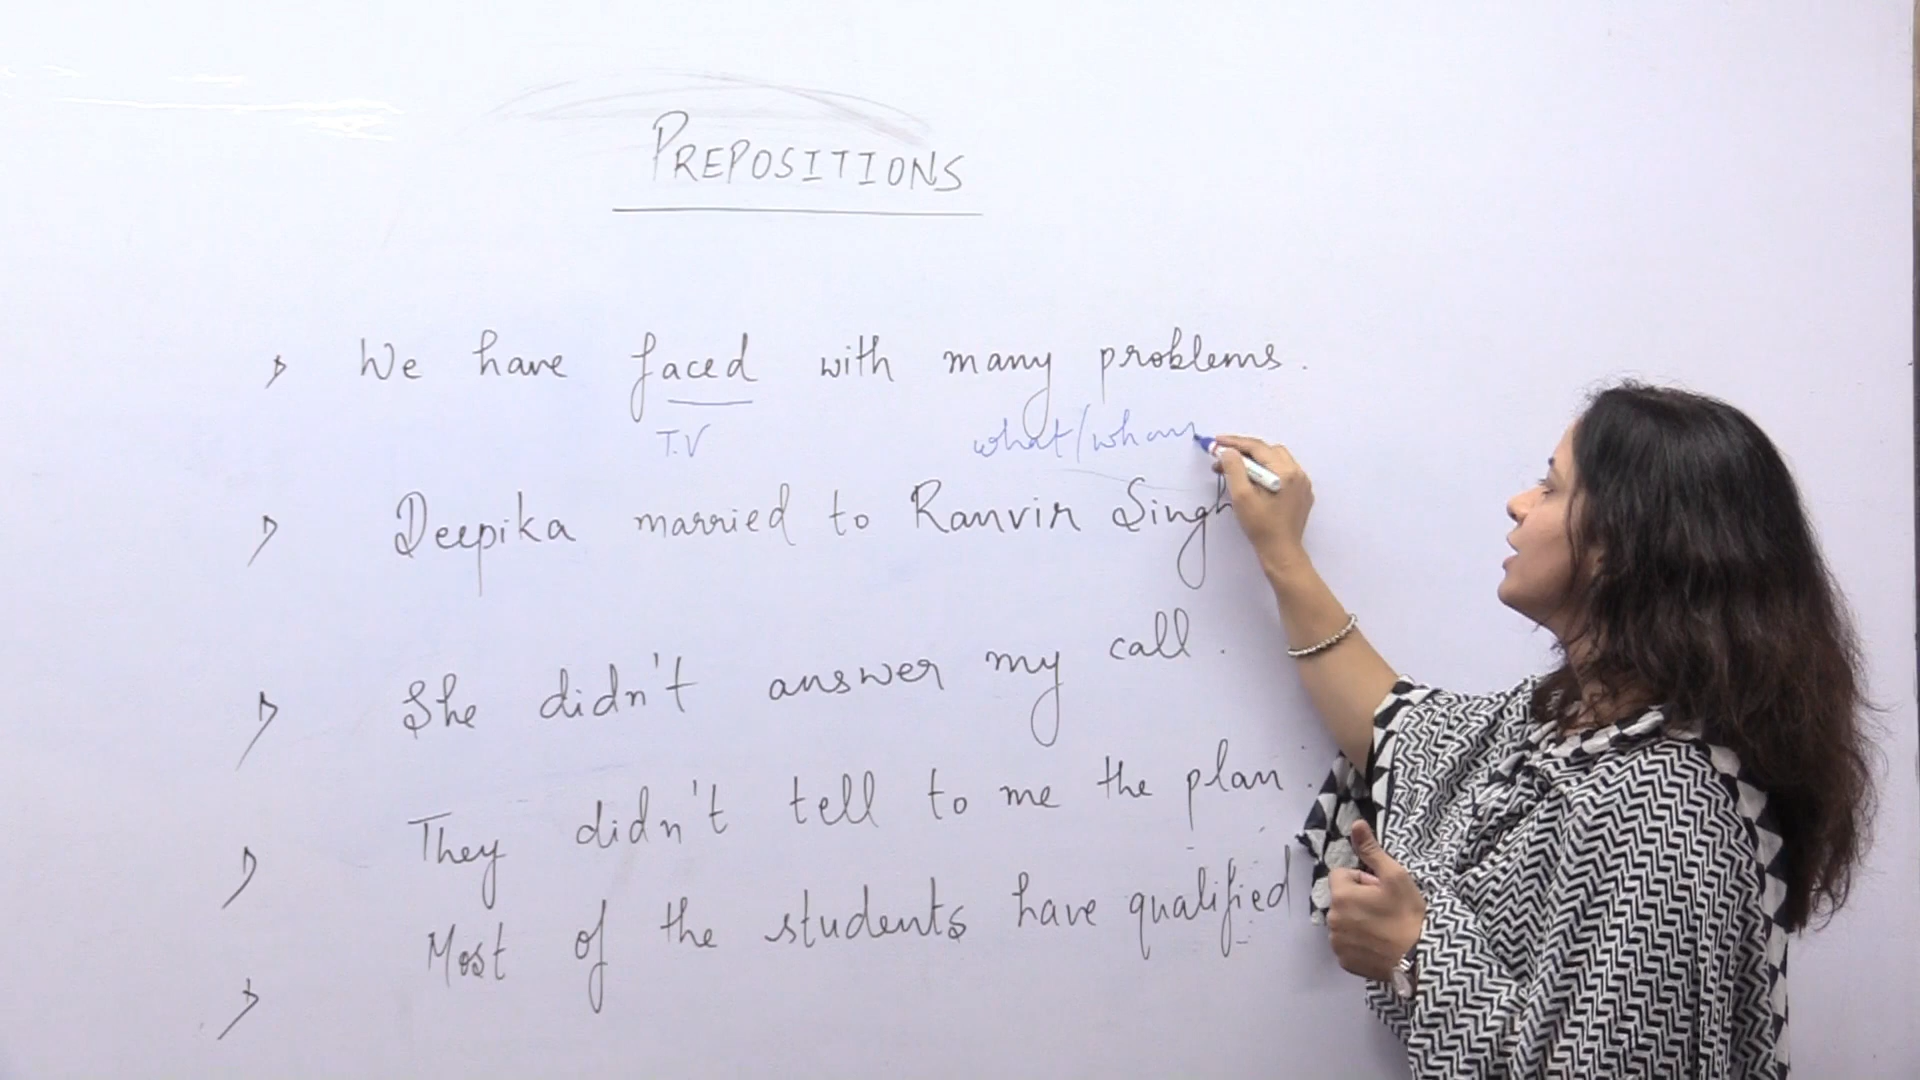 PREPOSITIONS
We have faced with many problems.
T.V what/whom
Deepika married to Ranvir Singh
She didn't answer my call.
They didn't tell to me the plan.
Most of the students have qualified